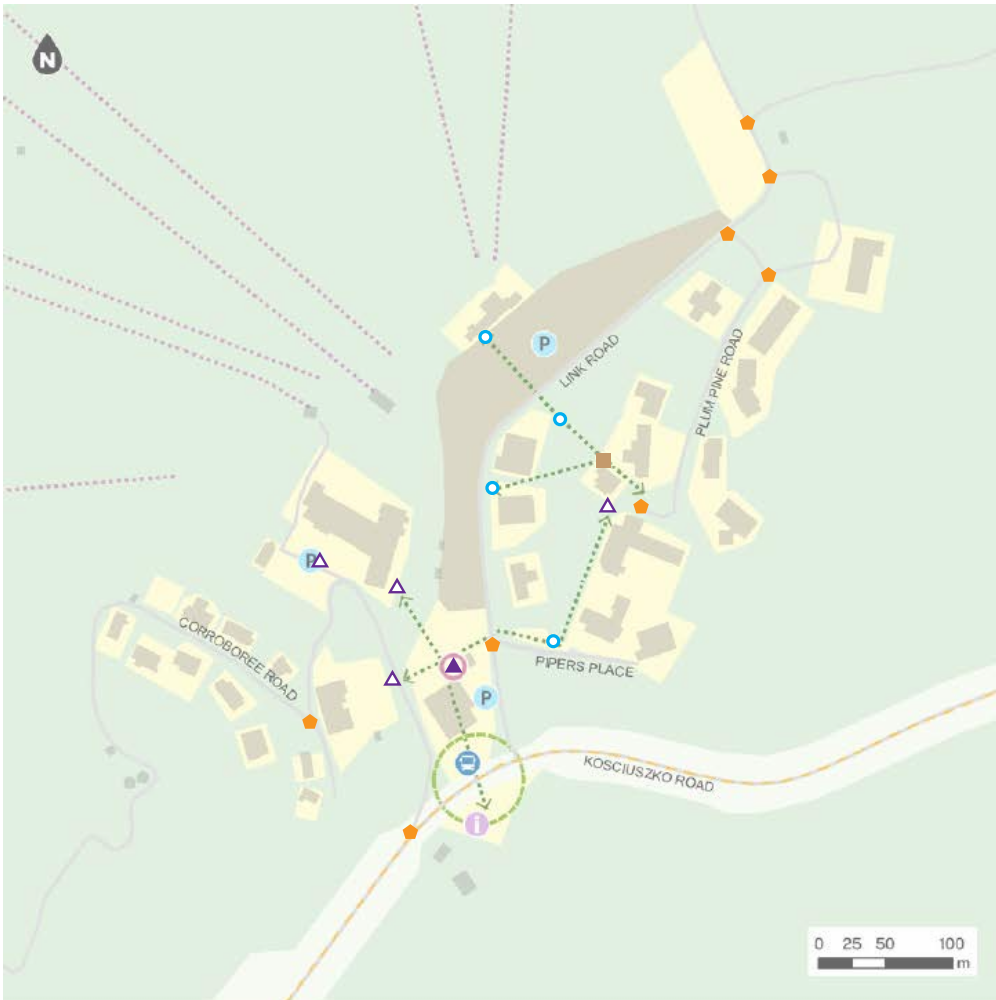 N
P
LINK ROAD
PLUM PINE ROAD
P
CORROBOREE ROAD
PIPERS PLACE
P
KOSCIUSZKO ROAD
i
0 25 50 100
m